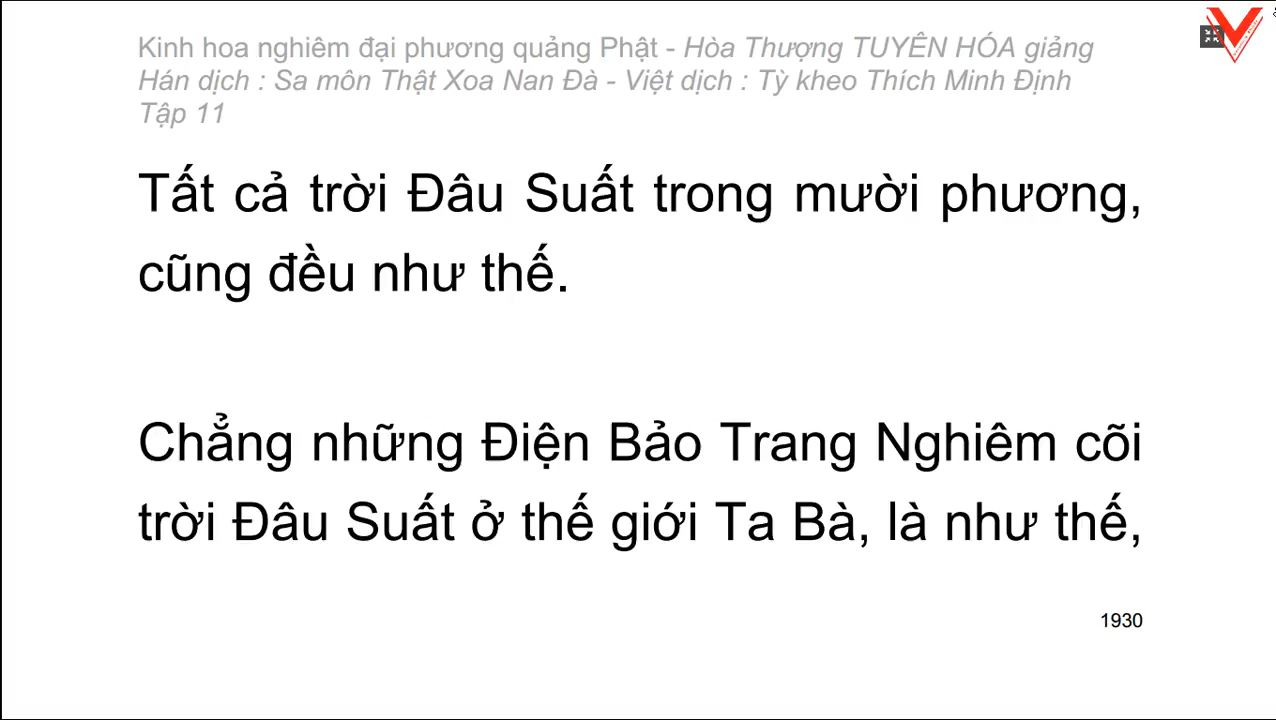 Kinh hoa nghiêm đại phương quảng Phật - Hòa Thượng TUYÊN HÓA giảng
Hán dịch : Sa môn Thật Xoa Nan Đà - Việt dịch : Tỳ kheo Thích Minh Định
Tập 11
Tất cả trời Đâu Suất trong mười phương,
cũng đều như thế.
Chẳng những Điện Bảo Trang Nghiêm cõi
trời Đâu Suất ở thế giới Ta Bà, là như thế,
1930